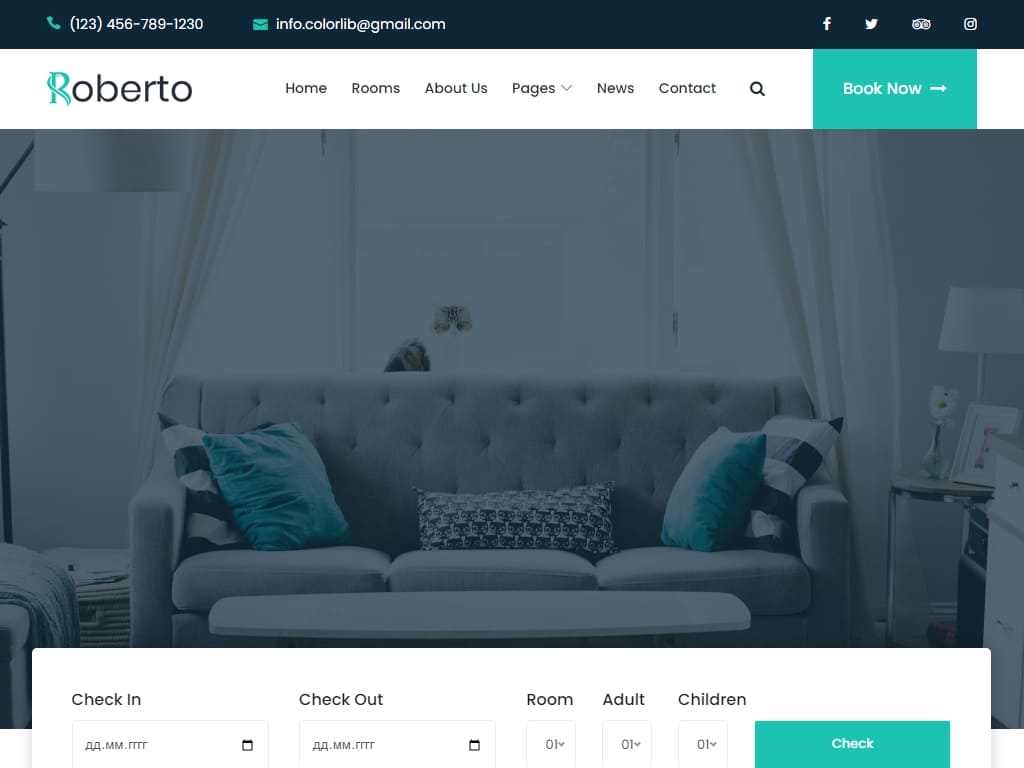 (123) 456-789-1230
info.colorlib@gmail.com
Roberto
Home
Rooms
About Us
Pages
News
Contact
Book Now
Check In
Check Out
Room
Adult
Children
дд.мм.гггг
дд.мм.гггг
01
01
01
Check